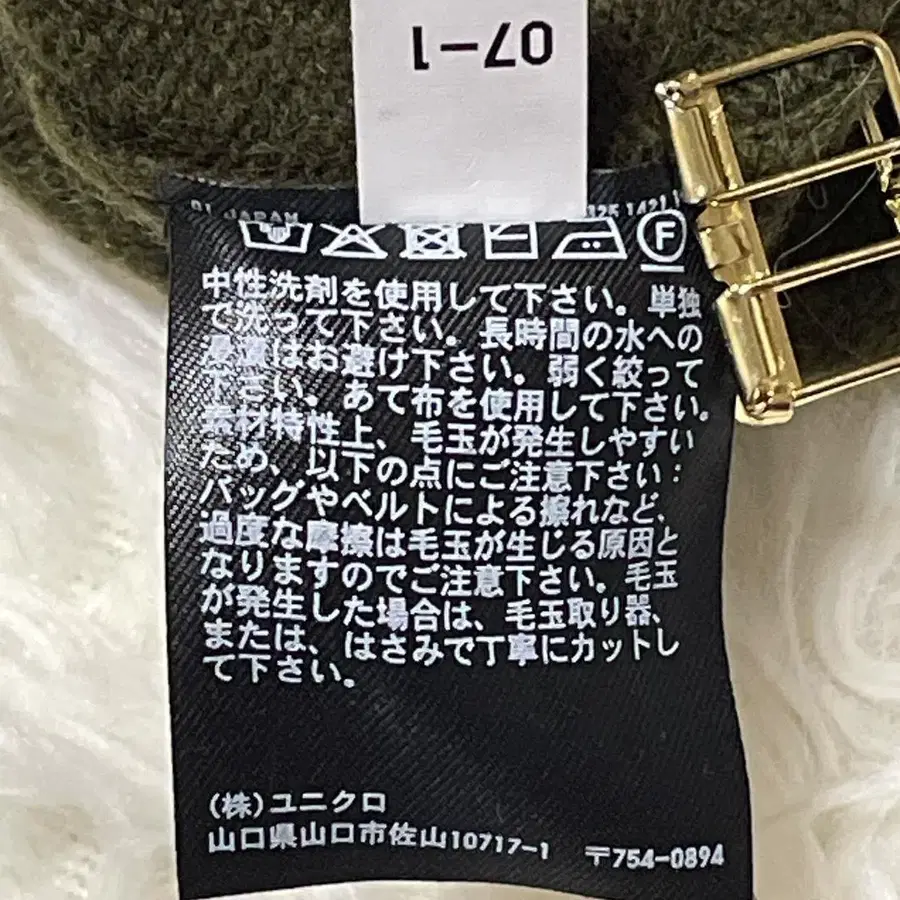 07-1
01 JAPAN
325 1421
F
中性洗剤を使用して下さい。単独
で洗って下さい。長時間の水への
浸漬はお避け下さい。弱く絞って
下さい。あて布を使用して下さい。
素材特性上、毛玉が発生しやすい
ため、以下の点にご注意下さい：
バッグやベルトによる擦れなど、
過度な摩擦は毛玉が生じる原因と
なりますのでご注意下さい。毛玉
が発生した場合は、毛玉取り器、
または、はさみで丁寧にカットし
て下さい。
(株)ユニクロ
山口県山口市佐山10717-1 〒754-0894